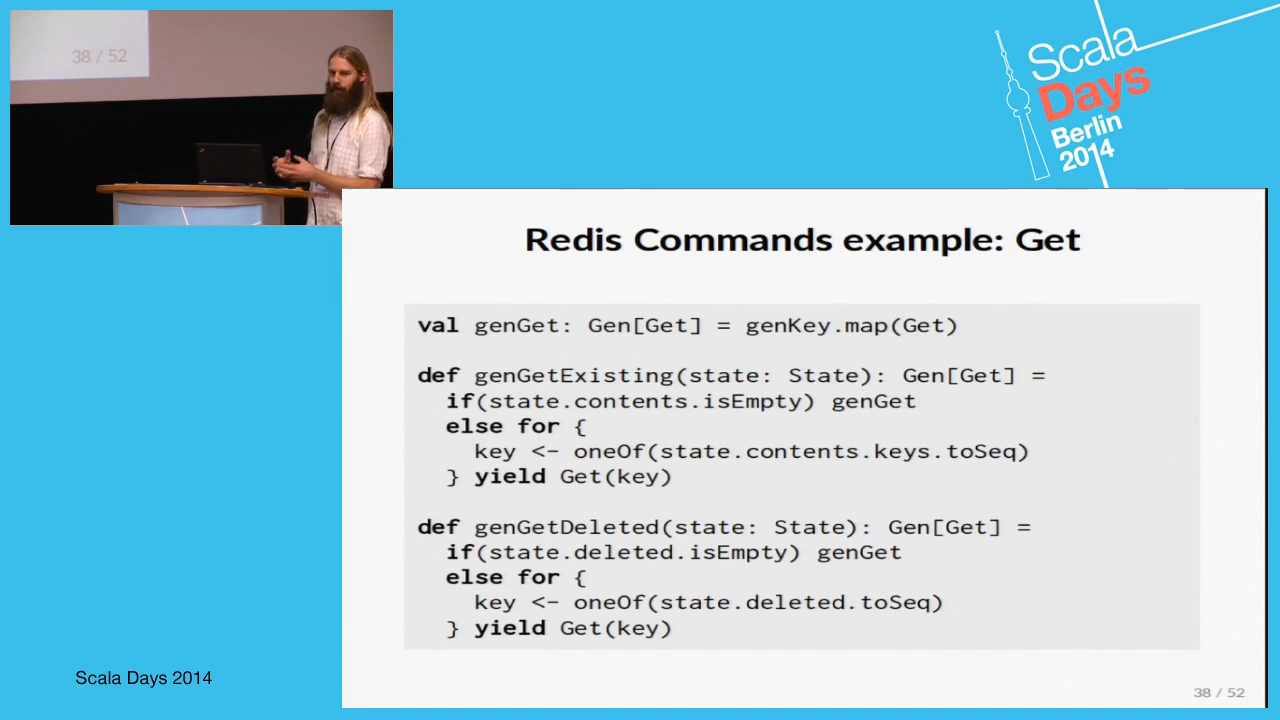 38 / 52
Scala
Days
Berlin
2014
Redis Commands example: Get
val genGet: Gen[Get] = genKey.map(Get)
def genGetExisting(state: State): Gen[Get] =
if(state.contents.isEmpty) genGet
else for {
key <- oneOf(state.contents.keys.toSeq)
} yield Get(key)
def genGetDeleted(state: State): Gen[Get] =
if(state.deleted.isEmpty) genGet
else for {
key <- oneOf(state.deleted.toSeq)
} yield Get(key)
38 / 52
Scala Days 2014